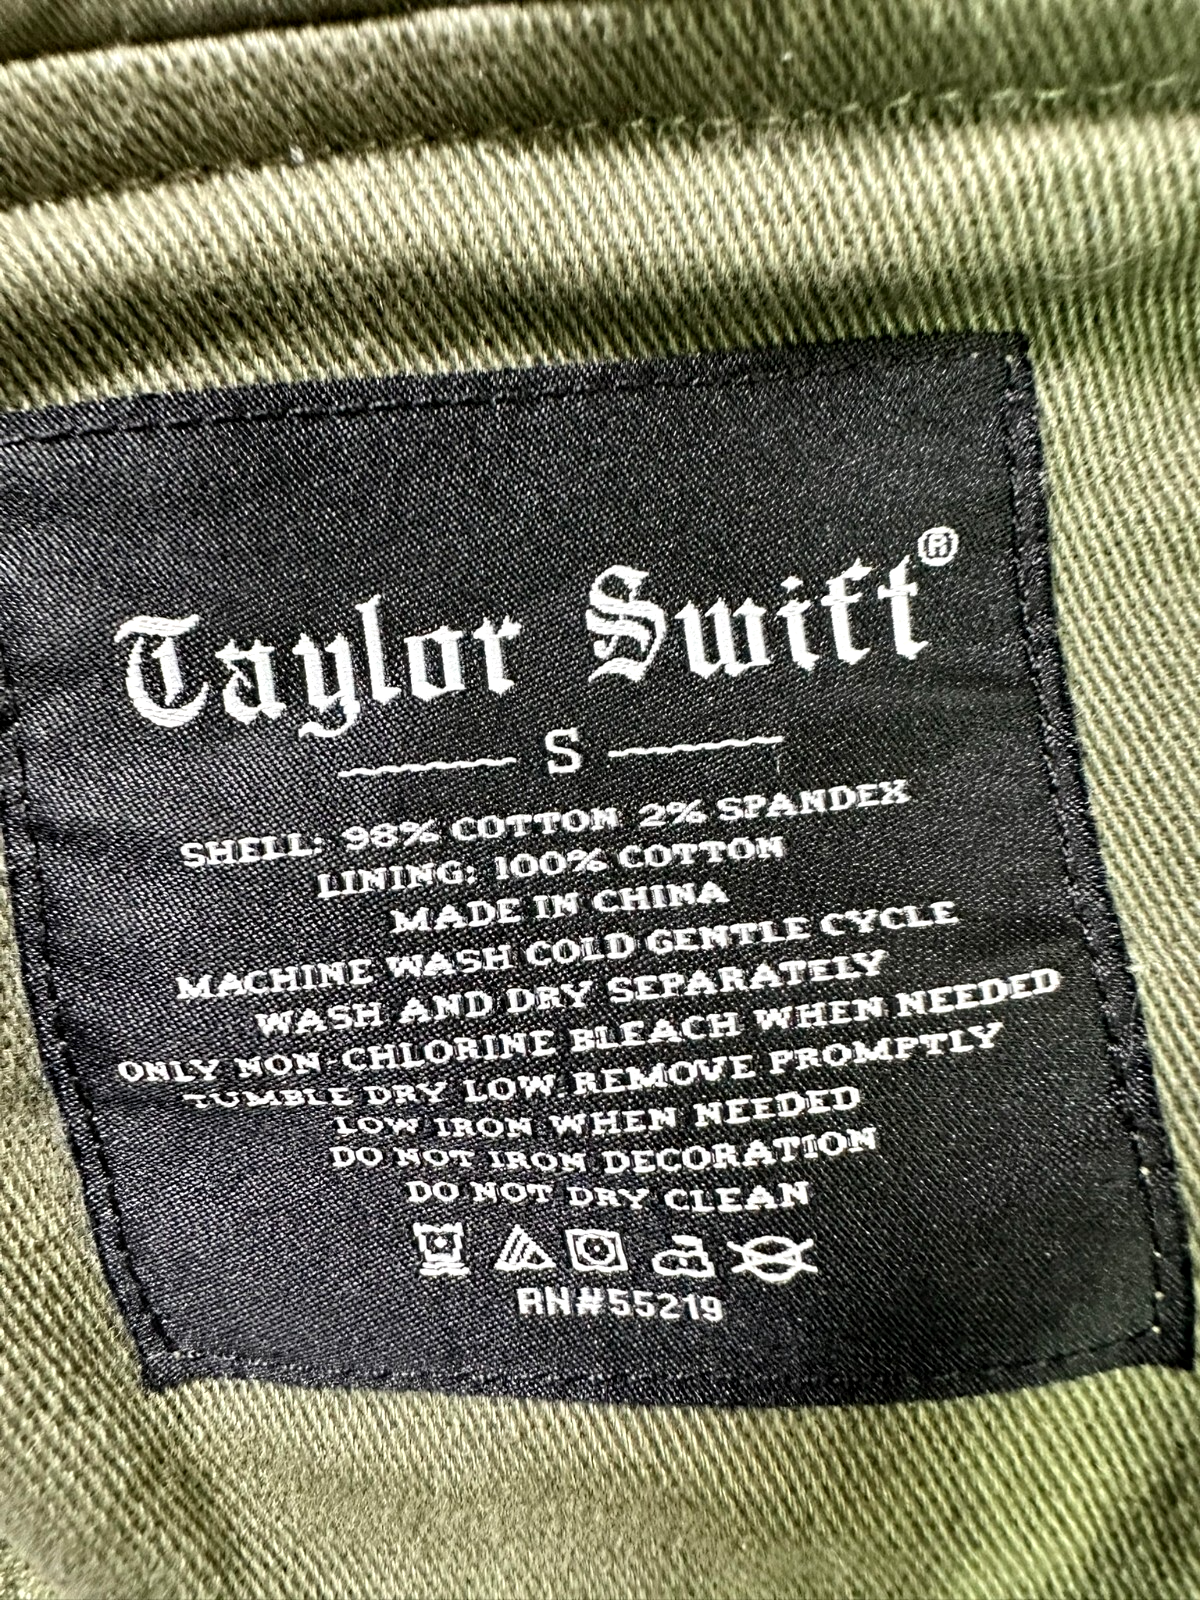 Taylor Swift®
S
SHELL: 98% COTTON 2% SPANDEX
LINING: 100% COTTON
MADE IN CHINA
MACHINE WASH COLD GENTLE CYCLE
WASH AND DRY SEPARATELY
ONLY NON-CHLORINE BLEACH WHEN NEEDED
TUMBLE DRY LOW. REMOVE PROMPTLY
LOW IRON WHEN NEEDED
DO NOT IRON DECORATION
DO NOT DRY CLEAN
RN#55219